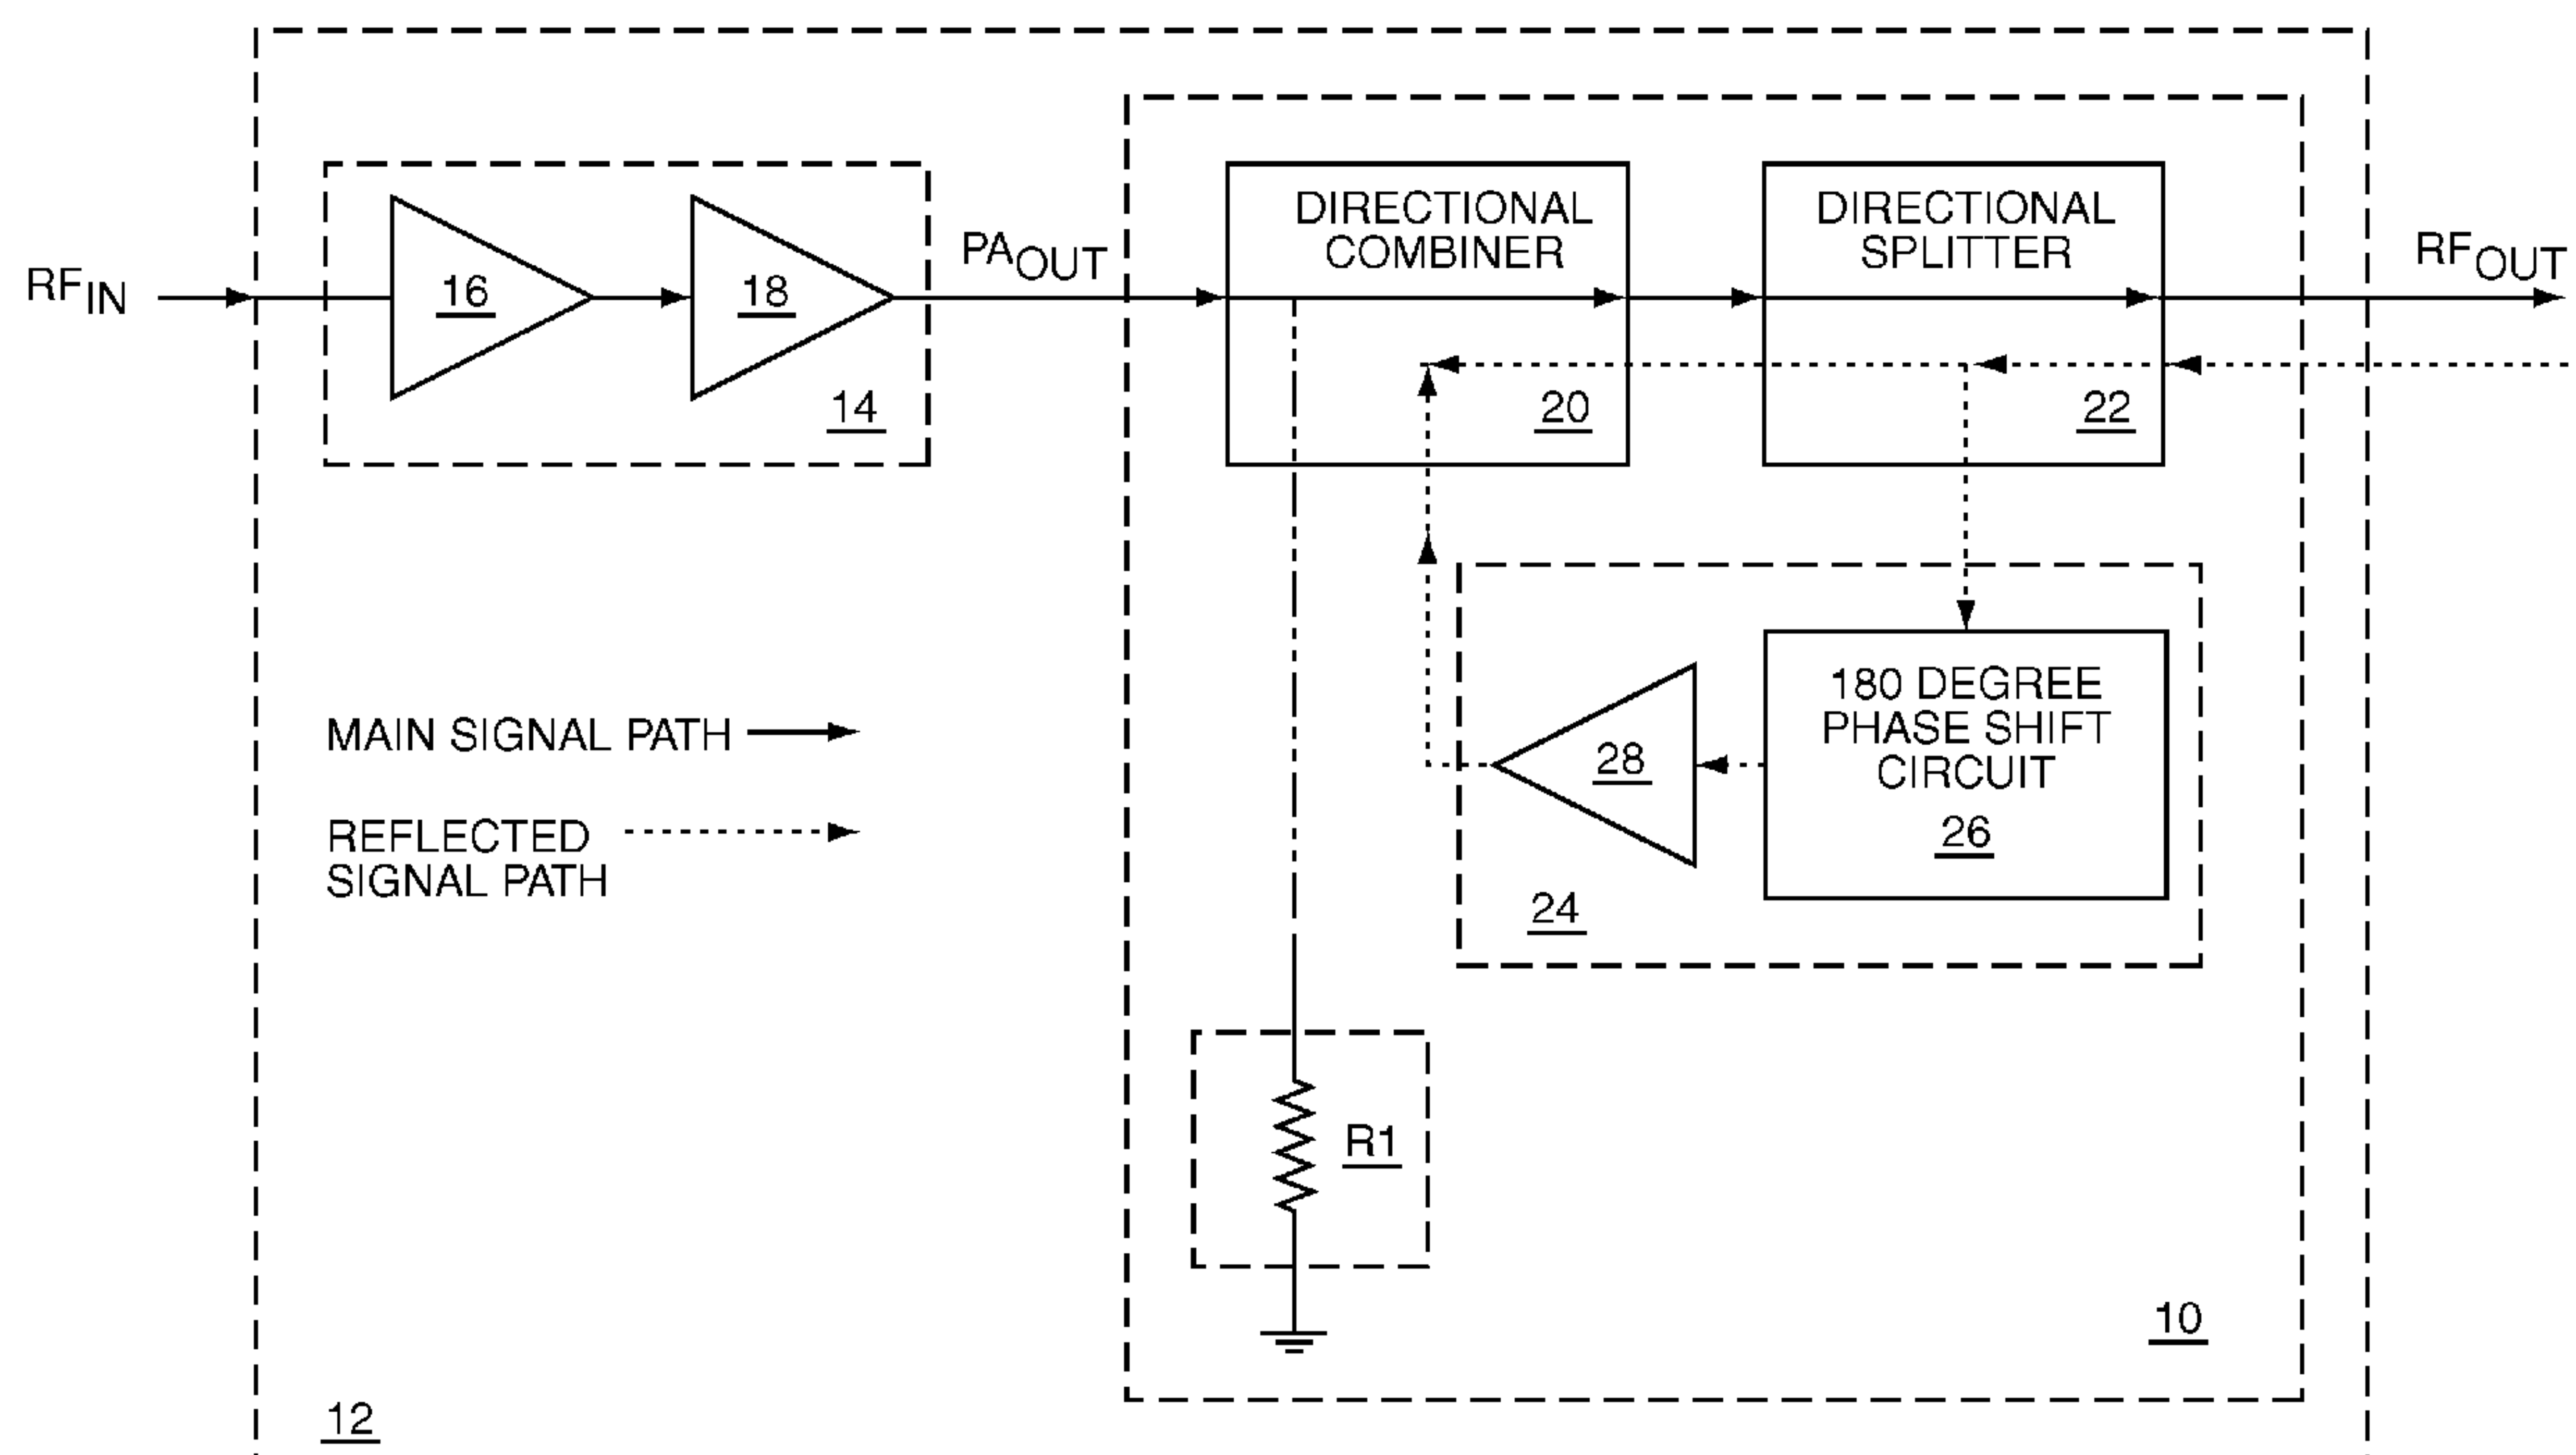 RFIN
16
18
14
PAOUT
DIRECTIONAL
COMBINER
20
DIRECTIONAL
SPLITTER
22
RFOUT
MAIN SIGNAL PATH
REFLECTED
SIGNAL PATH
28
180 DEGREE
PHASE SHIFT
CIRCUIT
26
24
R1
10
12